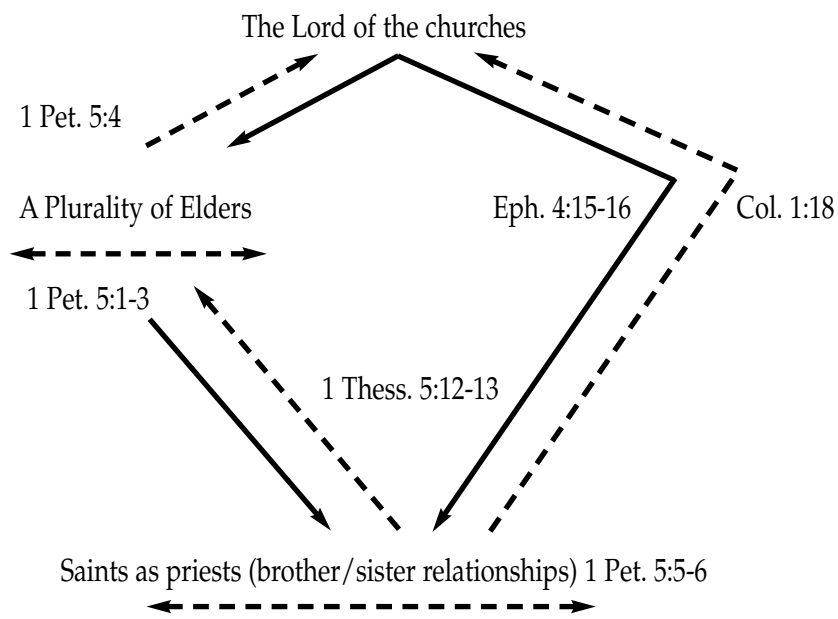 The Lord of the churches
1 Pet. 5:4
A Plurality of Elders
Eph. 4:15-16
Col. 1:18
1 Pet. 5:1-3
1 Thess. 5:12-13
Saints as priests (brother/sister relationships) 1 Pet. 5:5-6